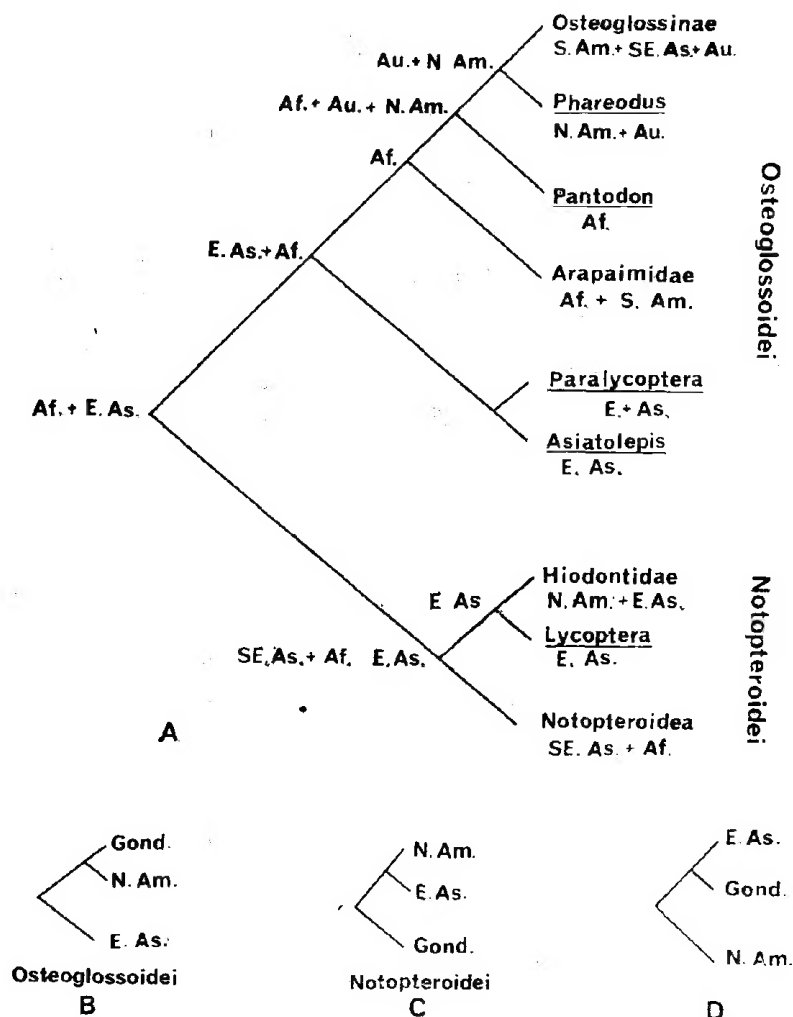 Osteoglossinae
S. Am.+ SE. As.+ Au.
Au.+ N Am.
Phareodus
N. Am.+ Au.
Af.+ Au.+ N. Am.
Pantodon
Af.
Af.
Arapaimidae
Af. + S. Am.
E. As.+ Af.
Paralycoptera
E.+ As.
Asiatolepis
E. As.
Osteoglossoidei
Af.+ E. As.
Hiodontidae
N. Am.+E. As.
E As
Lycoptera
E. As.
SE. As.+ Af. E. As.
Notopteroidea
SE. As + Af.
Notopteroidei
A
Gond.
N. Am.
E. As.
Osteoglossoidei
B
N. Am.
E. As.
Gond.
Notopteroidei
C
E. As.
Gond.
N. Am.
D